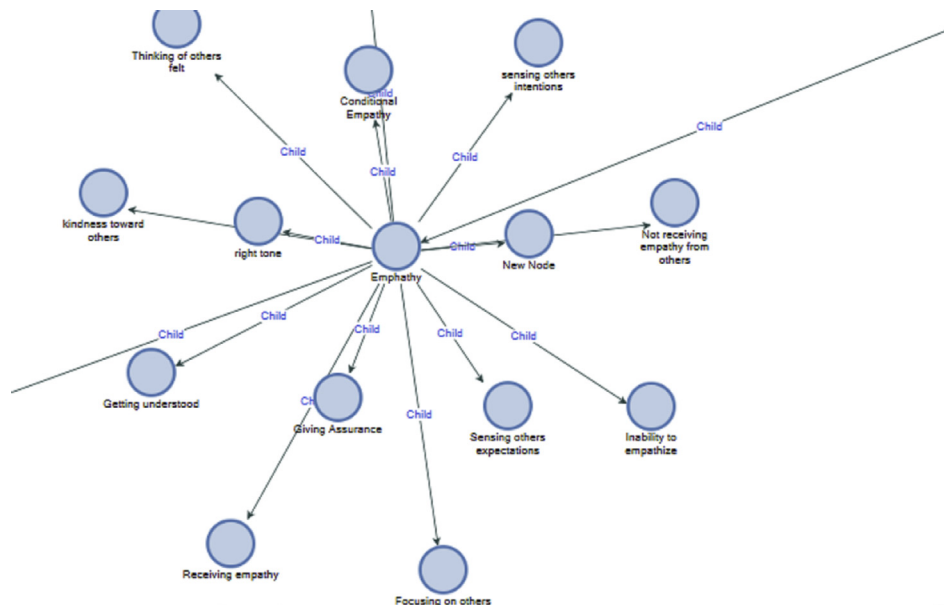 Thinking of others
felt
sensing others
intentions
Child
Conditional
Empathy
Child
Child
Child
Child
kindness toward
others
right tone
Child
Emphathy
Child
New Node
Not receiving
empathy from
others
Child
Child
Child
Child
Child
Getting understood
Child
Giving Assurance
Child
Sensing others
expectations
Inability to
empathize
Receiving empathy
Focusing on others